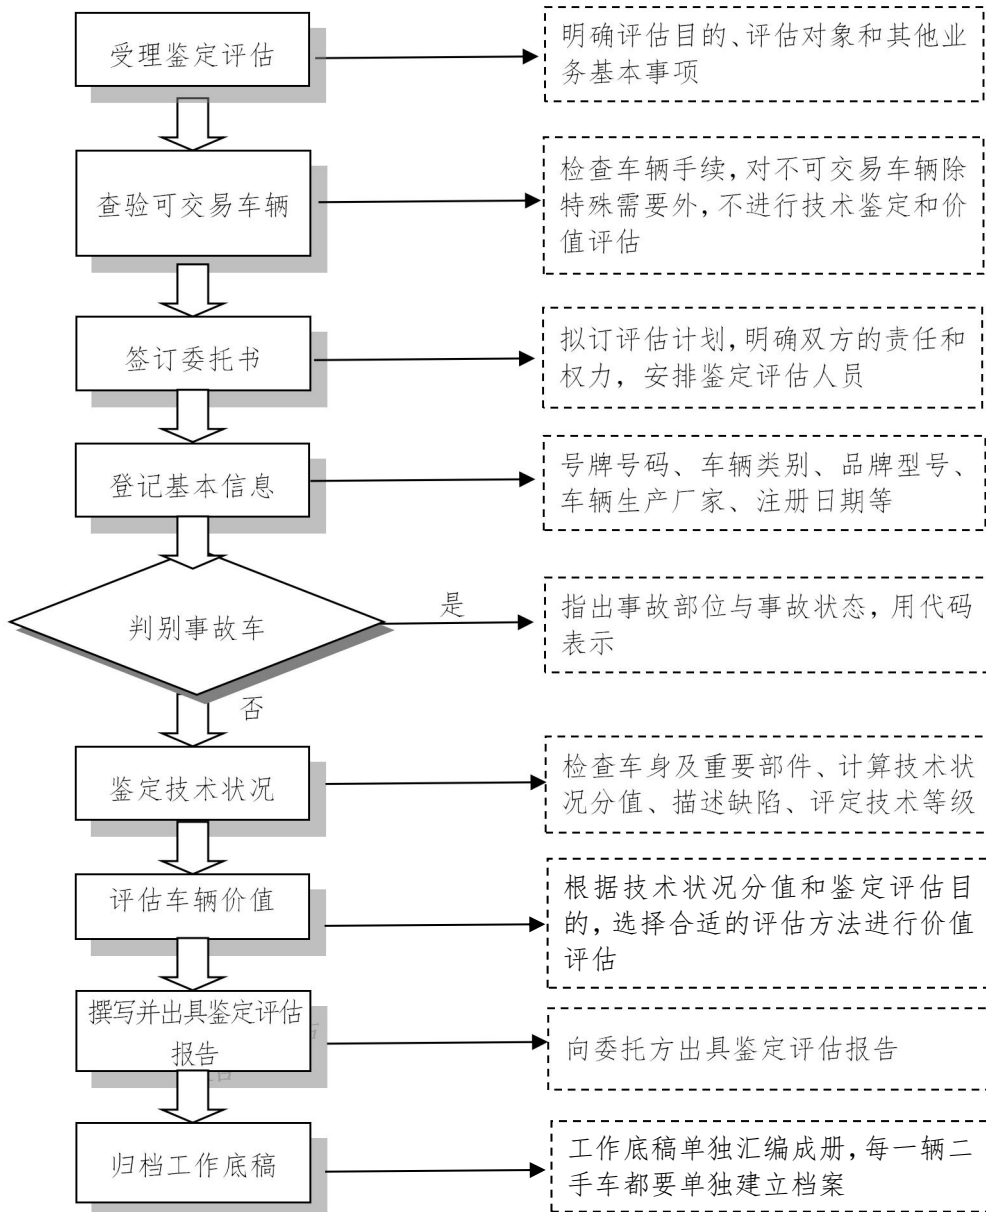 受理鉴定评估
明确评估目的、评估对象和其他业
务基本事项
查验可交易车辆
检查车辆手续,对不可交易车辆除
特殊需要外,不进行技术鉴定和价
值评估
签订委托书
拟订评估计划,明确双方的责任和
权力，安排鉴定评估人员
登记基本信息
号牌号码、车辆类别、品牌型号、
车辆生产厂家、注册日期等
判别事故车
是
指出事故部位与事故状态,用代码
表示
否
鉴定技术状况
检查车身及重要部件、计算技术状
况分值、描述缺陷、评定技术等级
评估车辆价值
根据技术状况分值和鉴定评估目
的,选择合适的评估方法进行价值
评估
撰写并出具鉴定评估
报告
向委托方出具鉴定评估报告
归档工作底稿
工作底稿单独汇编成册,每一辆二
手车都要单独建立档案